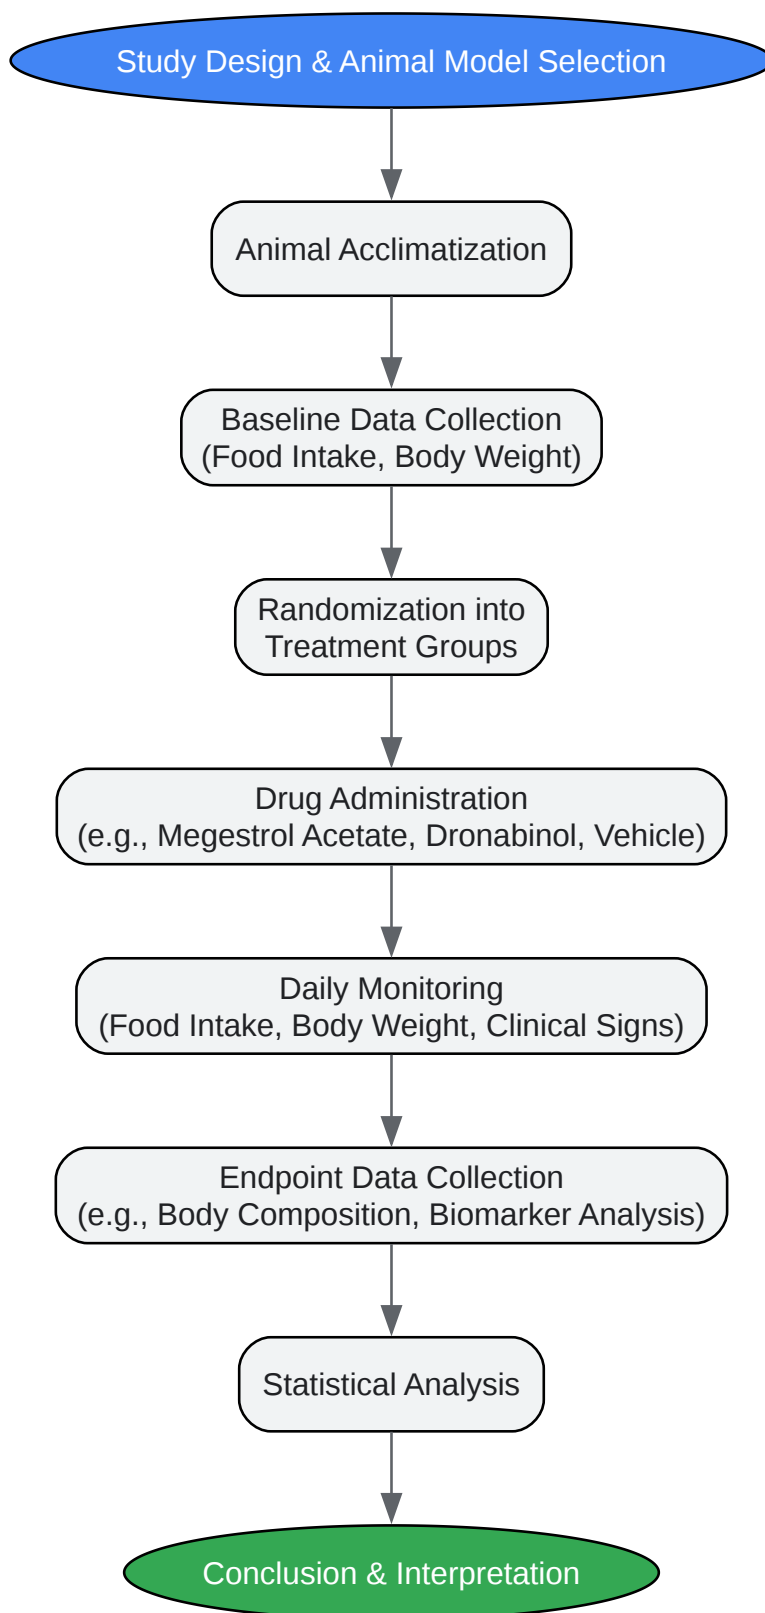 Study Design & Animal Model Selection
Animal Acclimatization
Baseline Data Collection
(Food Intake, Body Weight)
Randomization into
Treatment Groups
Drug Administration
(e.g., Megestrol Acetate, Dronabinol, Vehicle)
Daily Monitoring
(Food Intake, Body Weight, Clinical Signs)
Endpoint Data Collection
(e.g., Body Composition, Biomarker Analysis)
Statistical Analysis
Conclusion & Interpretation